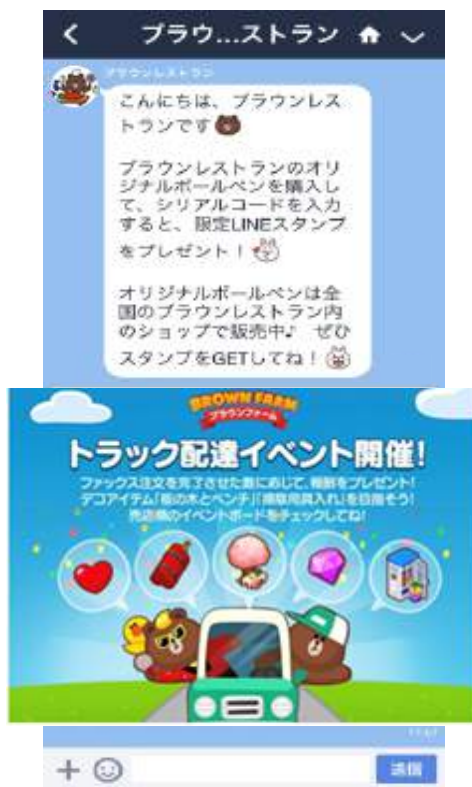 ブラウ...ストラン
ブラウンレストラン
こんにちは、ブラウンレス
トランです
ブラウンレストランのオリ
ジナルボールペンを購入し
て、シリアルコードを入力
すると、限定LINEスタンプ
をプレゼント！
オリジナルボールペンは全
国のブラウンレストラン内
のショップで販売中♪ ぜひ
スタンプをGETしてね！
BROWN FARM
ブラウンファーム
トラック配達イベント開催!
ファックス注文を完了させた数に応じて、報酬をプレゼント!
デコアイテム「桜の木とベンチ」「掃除用具入れ」を目指そう!
売店横のイベントボードをチェックしてね!
送信